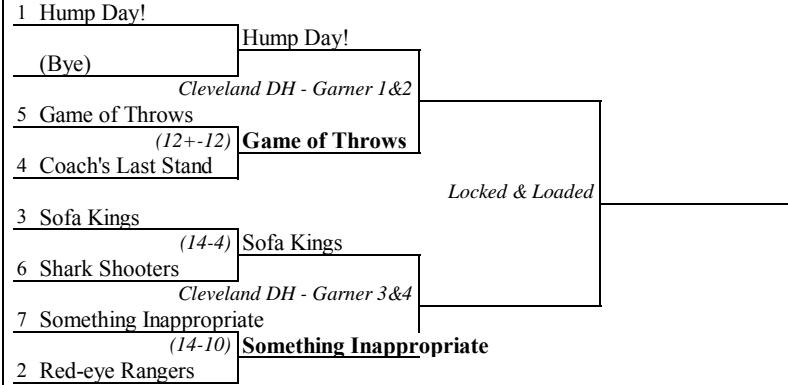 1 Hump Day!
Hump Day!
(Bye)
Cleveland DH - Garner 1&2
5 Game of Throws
(12+-12) Game of Throws
4 Coach's Last Stand
Locked & Loaded
3 Sofa Kings
(14-4) Sofa Kings
6 Shark Shooters
Cleveland DH - Garner 3&4
7 Something Inappropriate
(14-10) Something Inappropriate
2 Red-eye Rangers